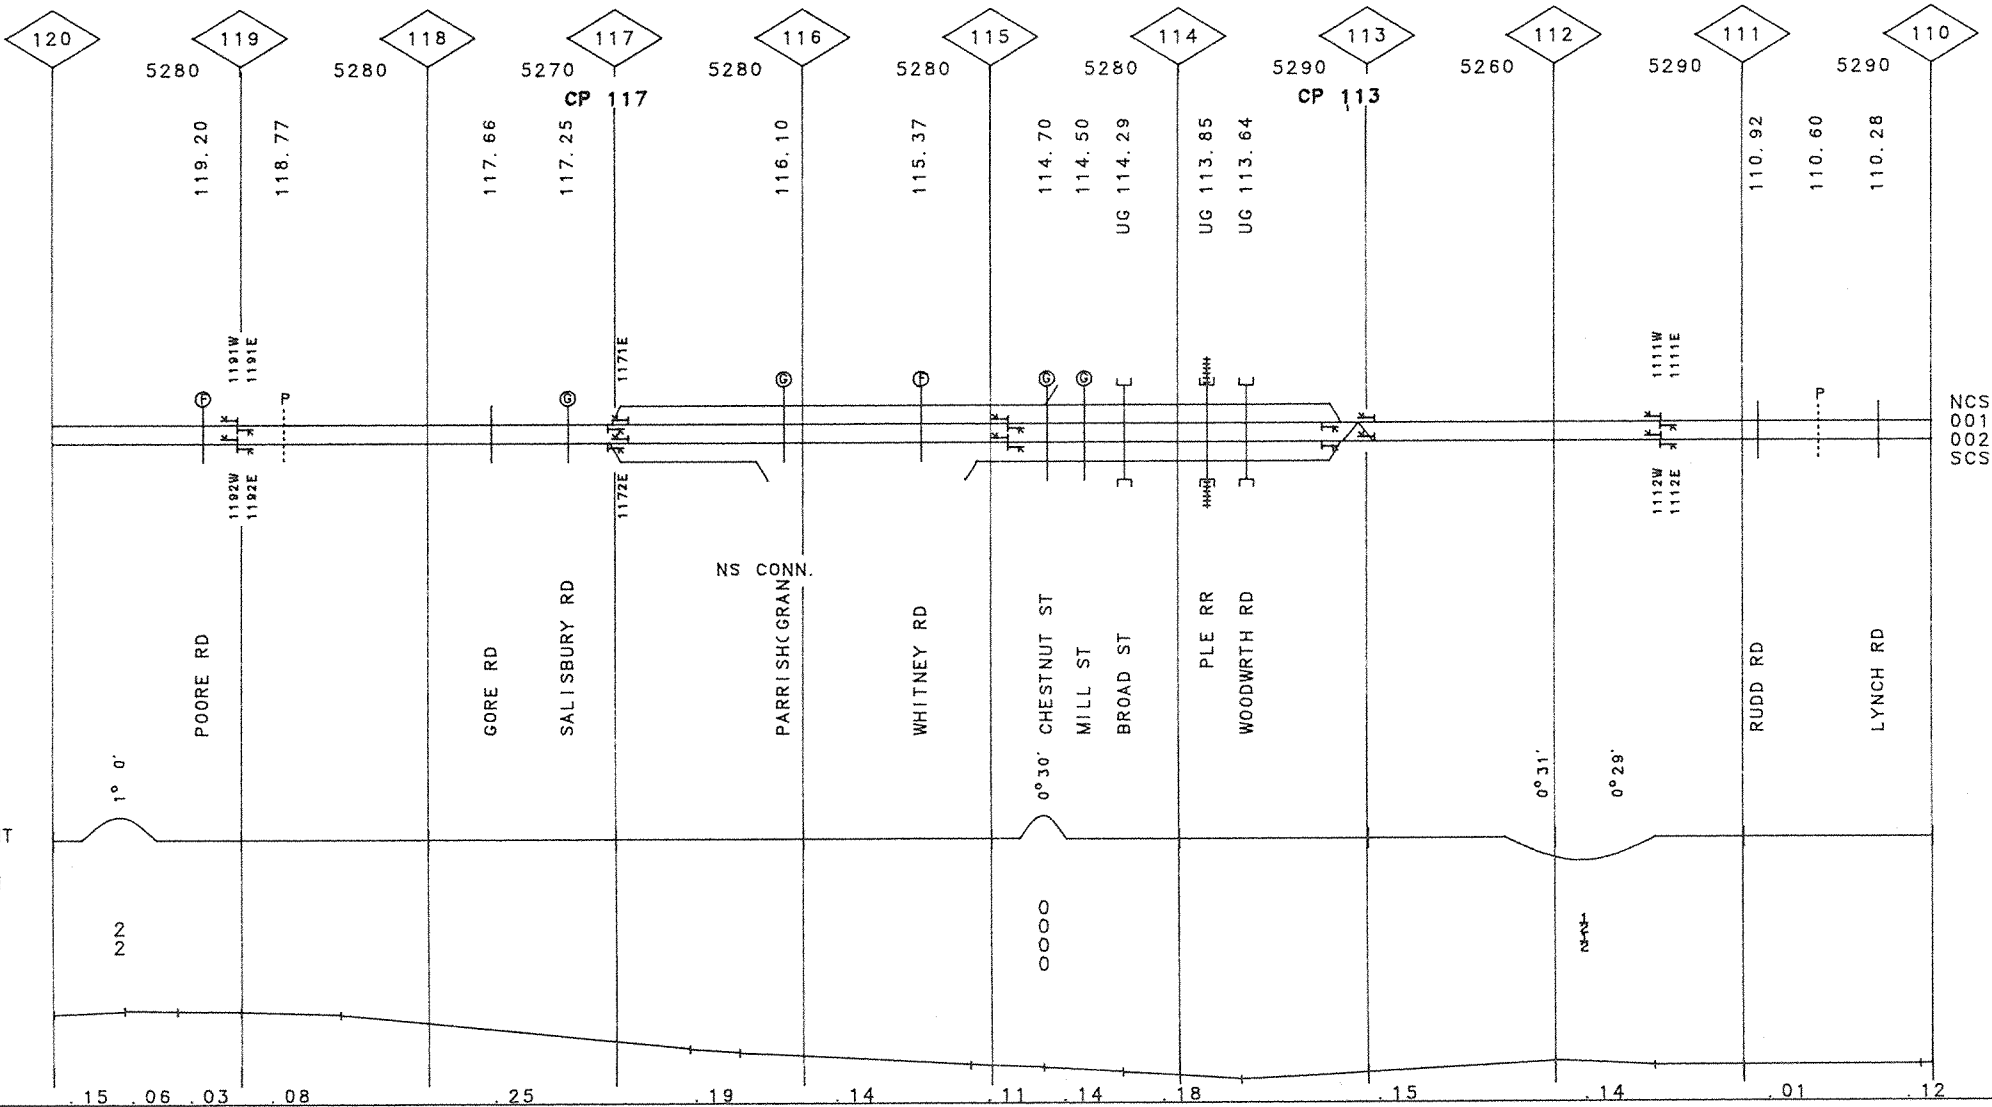 120 119 118 117 116 115 114 113 112 111 110
5280 5280 5270 5280 5280 5280 5290 5260 5290 5290
CP 117 CP 113
119.20
118.77
117.66
117.25
116.10
115.37
114.70
114.50
UG 114.29
UG 113.85
UG 113.64
110.92
110.60
110.28
1191W
1191E
1171E
1111W
1111E
F P G G F G G P
NCS
001
002
SCS
1192W
1192E
1172E
1112W
1112E
NS CONN.
POORE RD
GORE RD
SALISBURY RD
PARRISH(GRAN
WHITNEY RD
CHESTNUT ST
MILL ST
BROAD ST
PLE RR
WOODWRTH RD
RUDD RD
LYNCH RD
1° 0'
0°30'
0°31'
0°29'
T
2
2
0
0
0
0
.15 .06 .03 .08 .25 .19 .14 .11 .14 .18 .15 .14 .01 .12